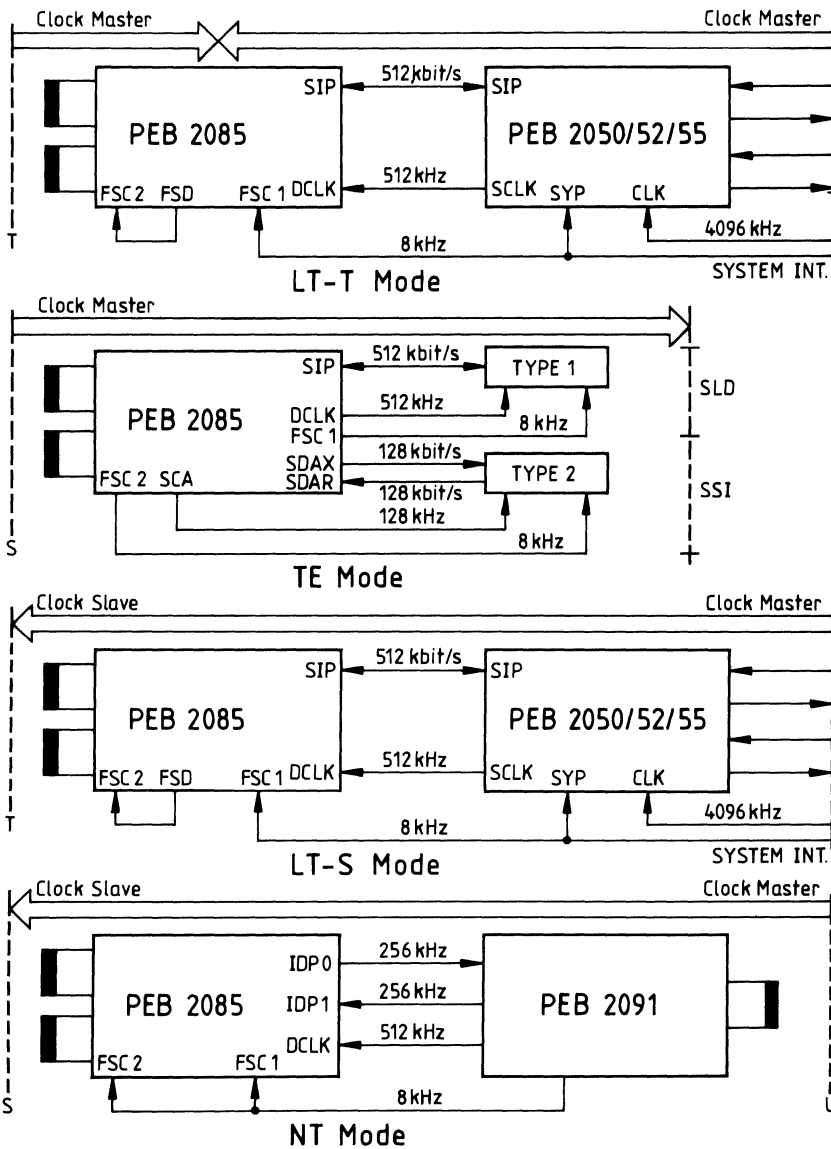 Clock Master Clock Master
SIP 512 kbit/s SIP
PEB 2085 PEB 2050/52/55
FSC 2 FSD FSC 1 DCLK 512 kHz SCLK SYP CLK
4096 kHz
T 8 kHz
SYSTEM INT.
LT-T Mode
Clock Master
SIP 512 kbit/s TYPE 1 SLD
PEB 2085 DCLK 512 kHz
FSC 1 8 kHz
SDAX 128 kbit/s
SDAR 128 kbit/s TYPE 2 SSI
FSC 2 SCA 128 kHz
S 8 kHz
TE Mode
Clock Slave Clock Master
SIP 512 kbit/s SIP
PEB 2085 PEB 2050/52/55
FSC 2 FSD FSC 1 DCLK 512 kHz SCLK SYP CLK
4096 kHz
T 8 kHz
SYSTEM INT.
LT-S Mode
Clock Slave Clock Master
IDP 0 256 kHz
PEB 2085 IDP 1 256 kHz PEB 2091
DCLK 512 kHz
FSC 2 FSC 1
S 8 kHz
NT Mode